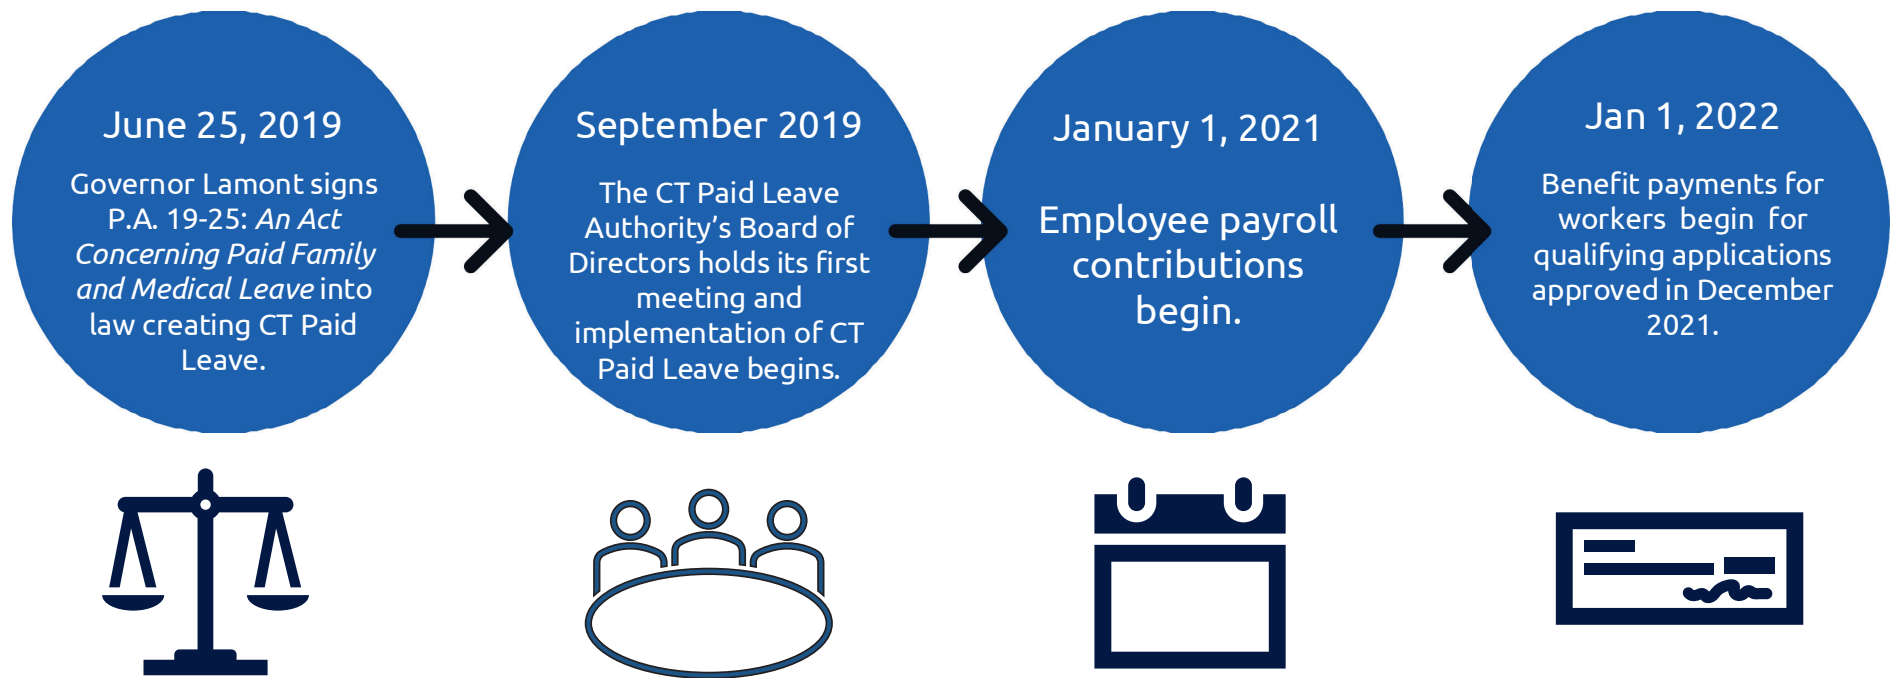 June 25, 2019
Governor Lamont signs
P.A. 19-25: An Act
Concerning Paid Family
and Medical Leave into
law creating CT Paid
Leave.
September 2019
The CT Paid Leave
Authority’s Board of
Directors holds its first
meeting and
implementation of CT
Paid Leave begins.
January 1, 2021
Employee payroll
contributions
begin.
Jan 1, 2022
Benefit payments for
workers begin for
qualifying applications
approved in December
2021.